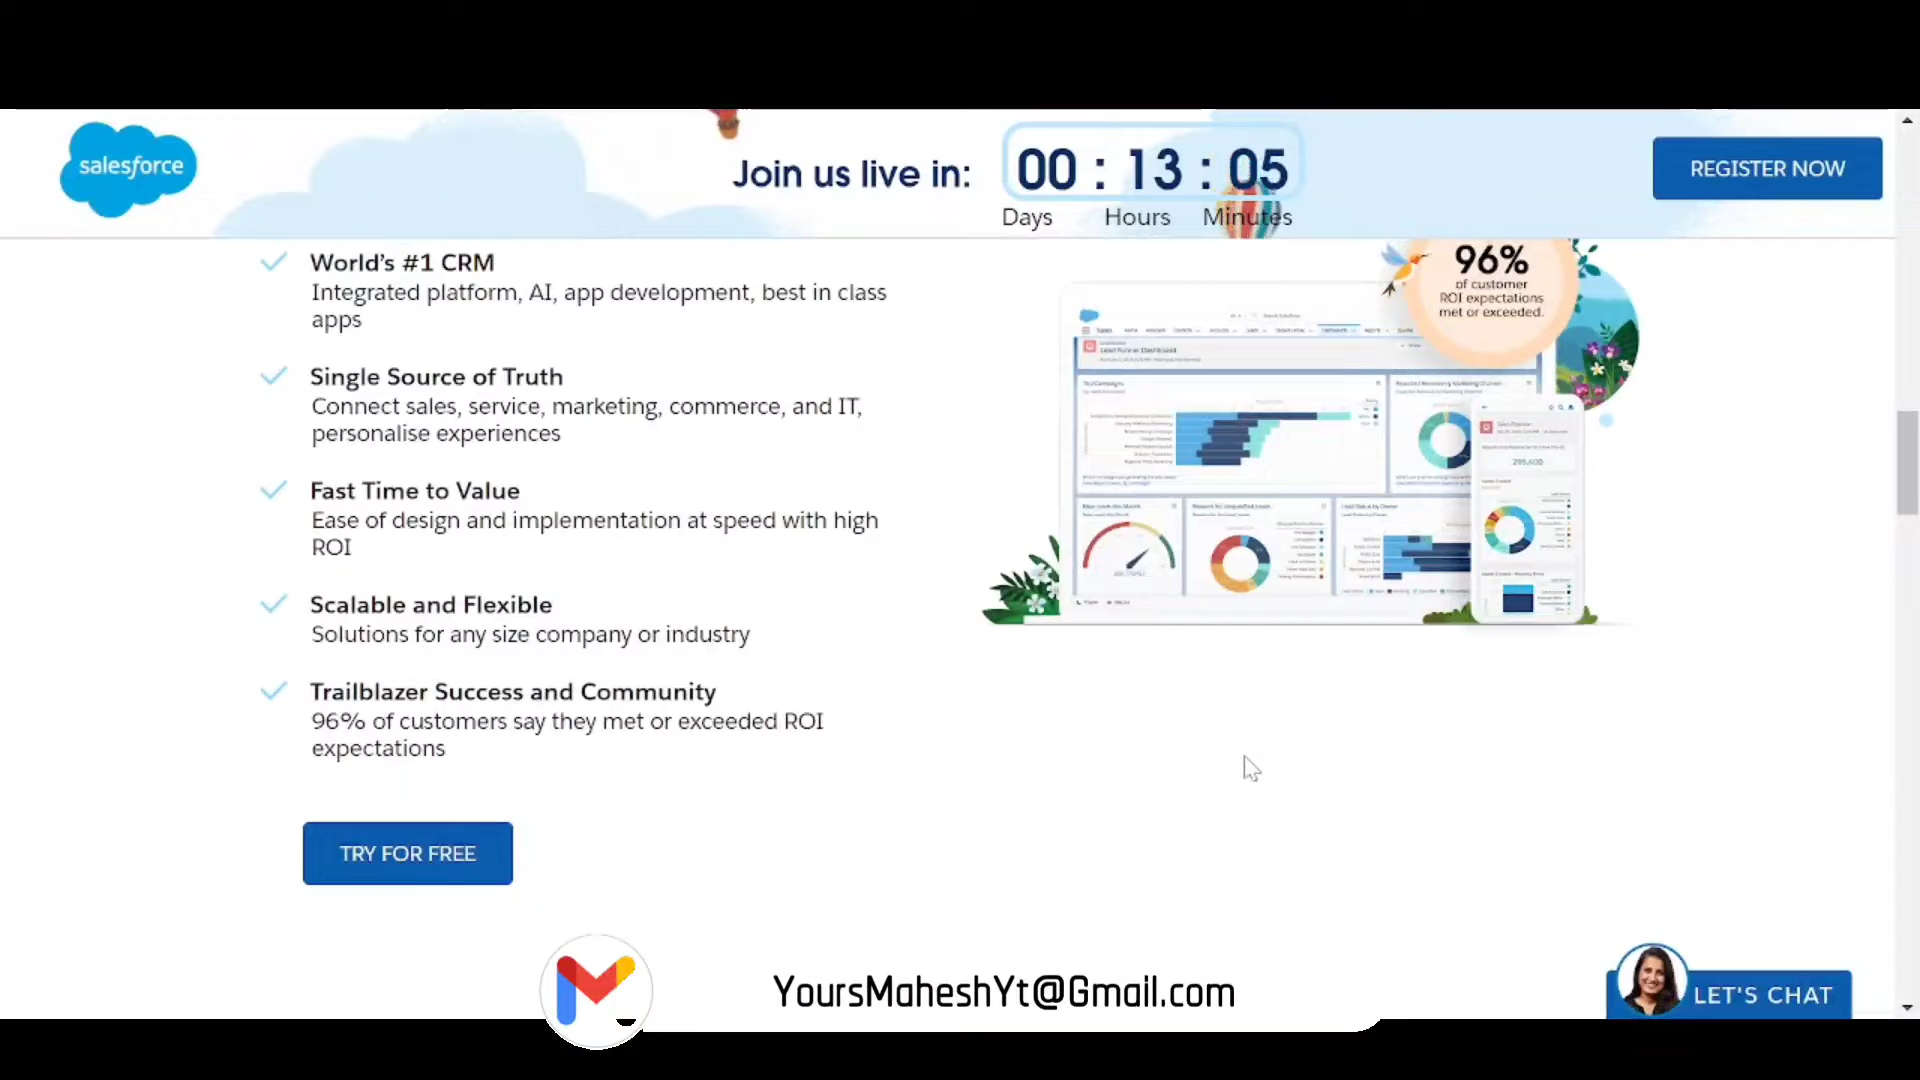 salesforce
Join us live in:
00 : 13 : 05
Days Hours Minutes
REGISTER NOW
World's #1 CRM
Integrated platform, AI, app development, best in class
apps
Single Source of Truth
Connect sales, service, marketing, commerce, and IT,
personalise experiences
Fast Time to Value
Ease of design and implementation at speed with high
ROI
Scalable and Flexible
Solutions for any size company or industry
Trailblazer Success and Community
96% of customers say they met or exceeded ROI
expectations
TRY FOR FREE
96%
of customer
ROI expectations
met or exceeded.
Lead Funnel Dashboard
YoursMaheshYt@Gmail.com
LET'S CHAT